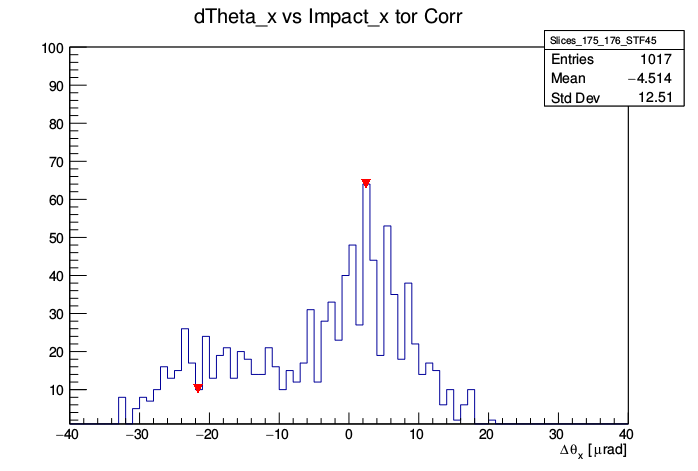 dTheta_x vs Impact_x tor Corr
Slices_175_176_STF45
Entries 1017
Mean −4.514
Std Dev 12.51
100
90
80
70
60
50
40
30
20
10
−40 −30 −20 −10 0 10 20 30 40
Δθx [μrad]